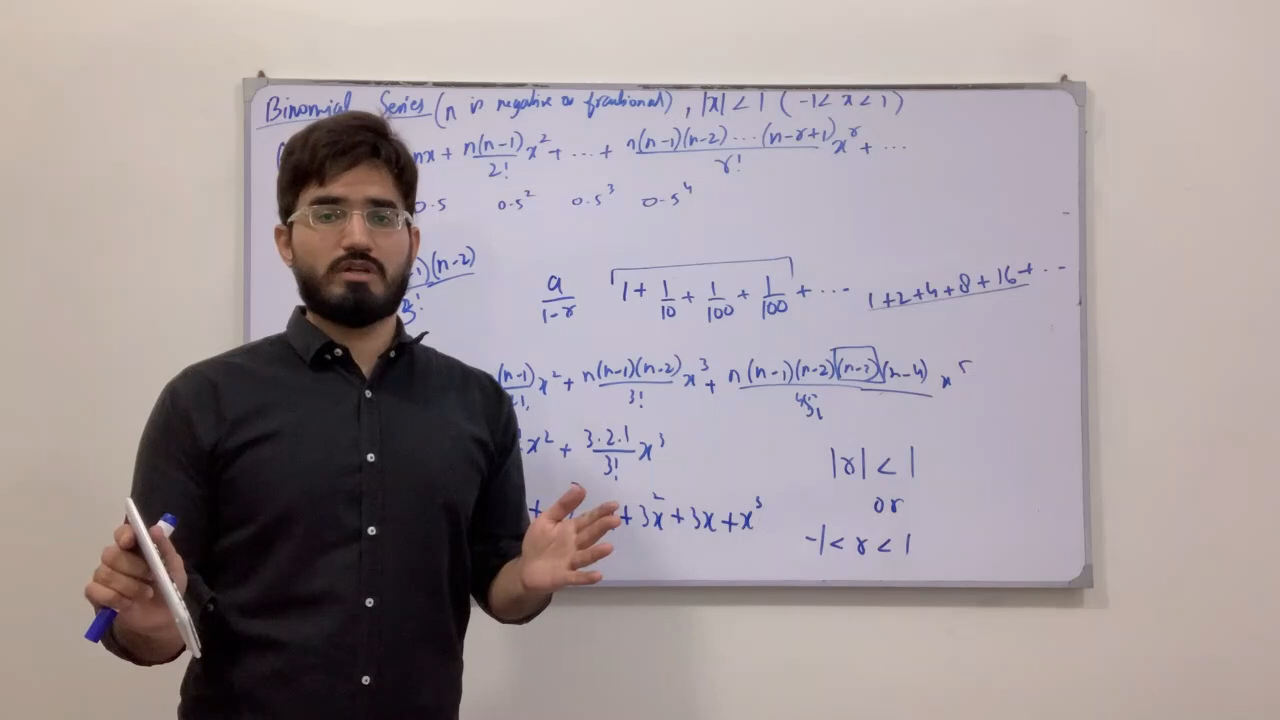 Binomial Series (n is negative or fractional), |x| < 1 (-1 < x < 1)
nx + n(n-1)/2! x² + ... + n(n-1)(n-2)...(n-r+1)/r! x^r + ...
0.5 0.5² 0.5³ 0.5⁴
)(n-2)/3!
a/(1-r) 1 + 1/10 + 1/100 + 1/100 + ... 1+2+4+8+16+...
(n-1) x² + n(n-1)(n-2)/3! x³ + n(n-1)(n-2)(n-3)(n-4)
x² + 3·2·1/3! x³
+ 3x² + 3x + x³
|r| < 1
or
-1 < r < 1